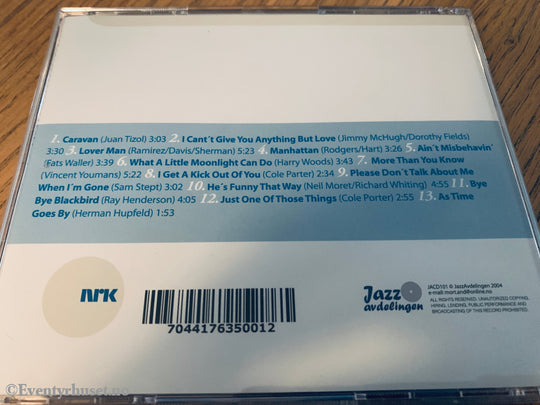 1. Caravan (Juan Tizol) 3:03 2. I Cant´t Give You Anything But Love (Jimmy McHugh/Dorothy Fields)
3:30 3. Lover Man (Ramirez/Davis/Sherman) 5:23 4. Manhattan (Rodgers/Hart) 3:26 5. Ain´t Misbehavin´
(Fats Waller) 3:39 6. What A Little Moonlight Can Do (Harry Woods) 3:43 7. More Than You Know
(Vincent Youmans) 5:22 8. I Get A Kick Out Of You (Cole Porter) 2:34 9. Please Don´t Talk About Me
When I´m Gone (Sam Stept) 3:02 10. He´s Funny That Way (Neil Moret/Richard Whiting) 4:55 11. Bye
Bye Blackbird (Ray Henderson) 4:05 12. Just One Of Those Things (Cole Porter) 2:55 13. As Time
Goes By (Herman Hupfeld) 1:53
NRK
7044176350012
Jazz
avdelingen
JACD101 © JazzAvdelingen 2004
e-mail: mort.and@online.no
ALL RIGHTS RESERVED. UNAUTHORIZED COPYING,
HIRING, LENDING, PUBLIC PERFORMANCE AND
BROADCASTING OF THIS RECORD PROHIBITED.
© Eventyrhuset.no